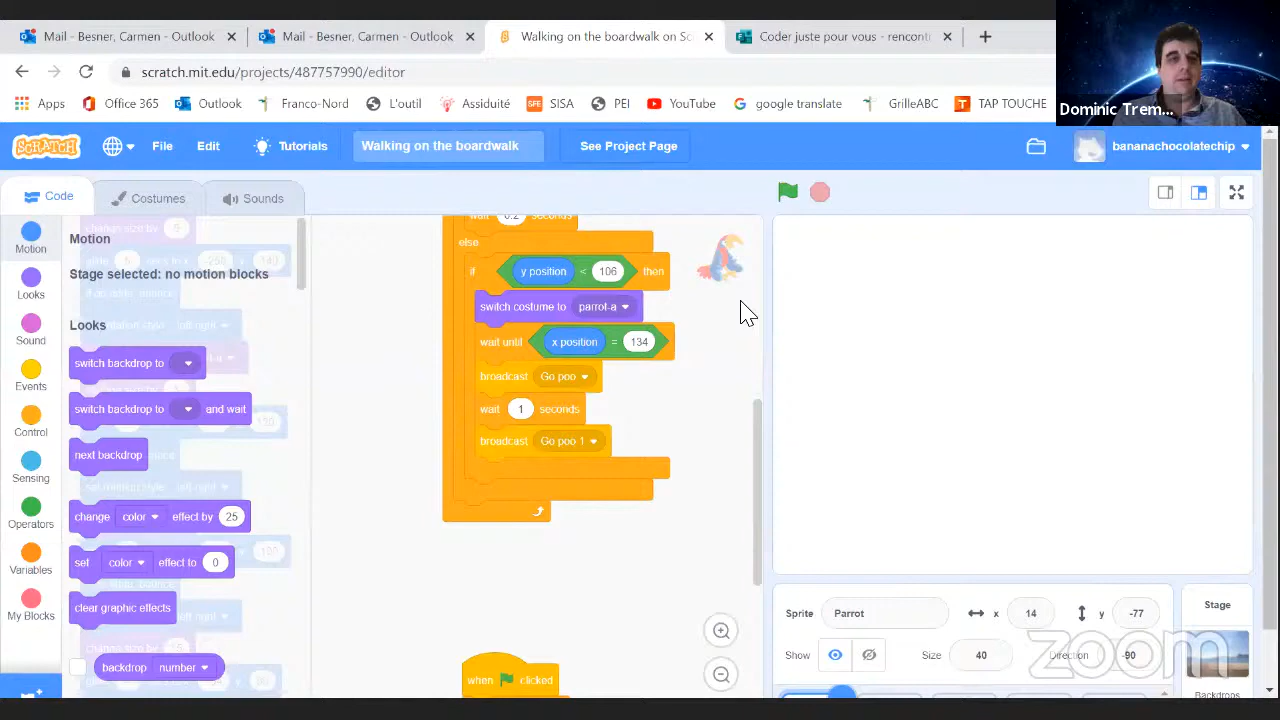 Mail - Besner, Carmen - Outlook
Mail - Besner, Carmen - Outlook
Walking on the boardwalk on Sc
Coder juste pour vous - rencontr
scratch.mit.edu/projects/487757990/editor
Apps
Office 365
Outlook
Franco-Nord
L'outil
Assiduité
SISA
PEI
YouTube
google translate
GrilleABC
TAP TOUCHE
Dominic Trem...
SCRATCH
File
Edit
Tutorials
Walking on the boardwalk
See Project Page
bananachocolatechip
Code
Costumes
Sounds
Motion
Looks
Sound
Events
Control
Sensing
Operators
Variables
My Blocks
Motion
Stage selected: no motion blocks
Looks
switch backdrop to
switch backdrop to and wait
next backdrop
change color effect by 25
set color effect to 0
clear graphic effects
backdrop number
wait 0.2 seconds
else
if y position < 106 then
switch costume to parrot-a
wait until x position = 134
broadcast Go poo
wait 1 seconds
broadcast Go poo 1
when clicked
Sprite Parrot x 14 y -77
Show Size 40 Direction -90
Stage
Backdrops
zoom